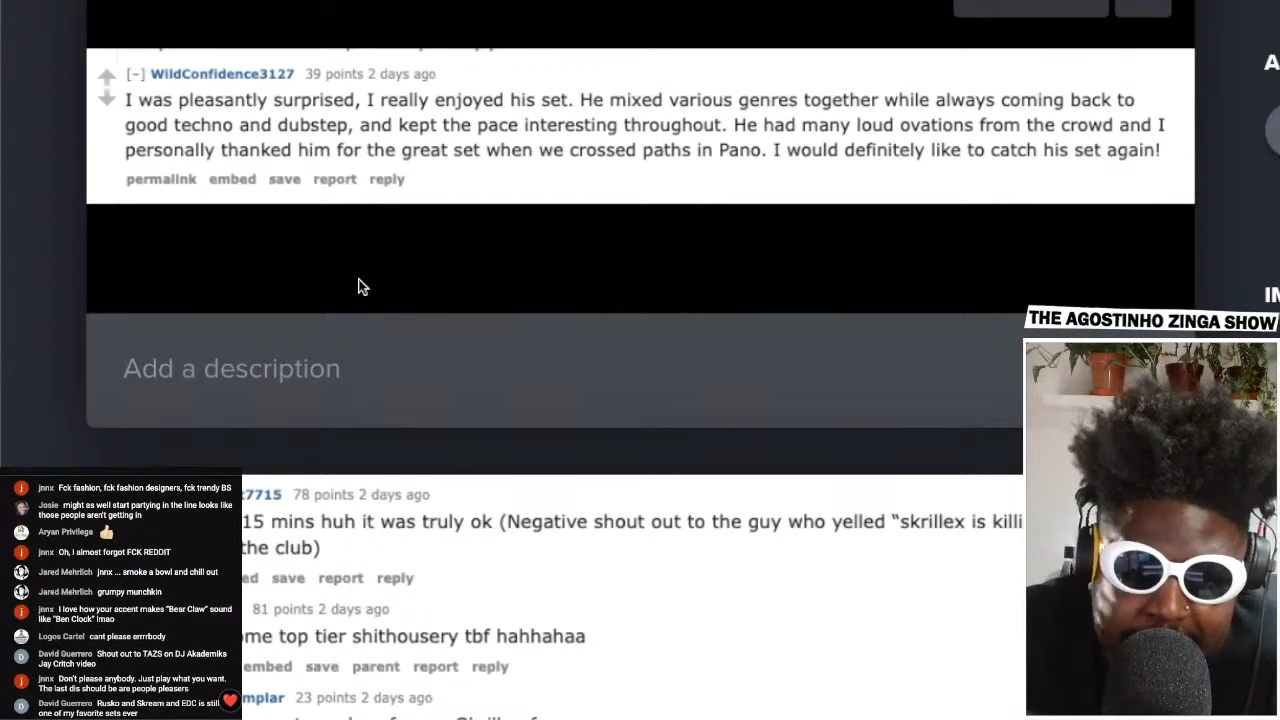 [-] WildConfidence3127 39 points 2 days ago
I was pleasantly surprised, I really enjoyed his set. He mixed various genres together while always coming back to
good techno and dubstep, and kept the pace interesting throughout. He had many loud ovations from the crowd and I
personally thanked him for the great set when we crossed paths in Pano. I would definitely like to catch his set again!
permalink embed save report reply
Add a description
THE AGOSTINHO ZINGA SHOW
7715 78 points 2 days ago
15 mins huh it was truly ok (Negative shout out to the guy who yelled “skrillex is killi
the club)
ed save report reply
81 points 2 days ago
ome top tier shithousery tbf hahhahaa
embed save parent report reply
mplar 23 points 2 days ago
jnnx Fck fashion, fck fashion designers, fck trendy BS
Josie might as well start partying in the line looks like
those people aren't getting in
Aryan Privilege 👍
jnnx Oh, I almost forgot FCK REDDIT
Jared Mehrlich jnnx ... smoke a bowl and chill out
Jared Mehrlich grumpy munchkin
jnnx I love how your accent makes "Bear Claw" sound
like "Ben Clock" lmao
Logos Cartel cant please errrbody
David Guerrero Shout out to TAZS on DJ Akademiks
Jay Critch video
jnnx Don't please anybody. Just play what you want.
The last djs should be are people pleasers
David Guerrero Rusko and Skream and EDC is still
one of my favorite sets ever